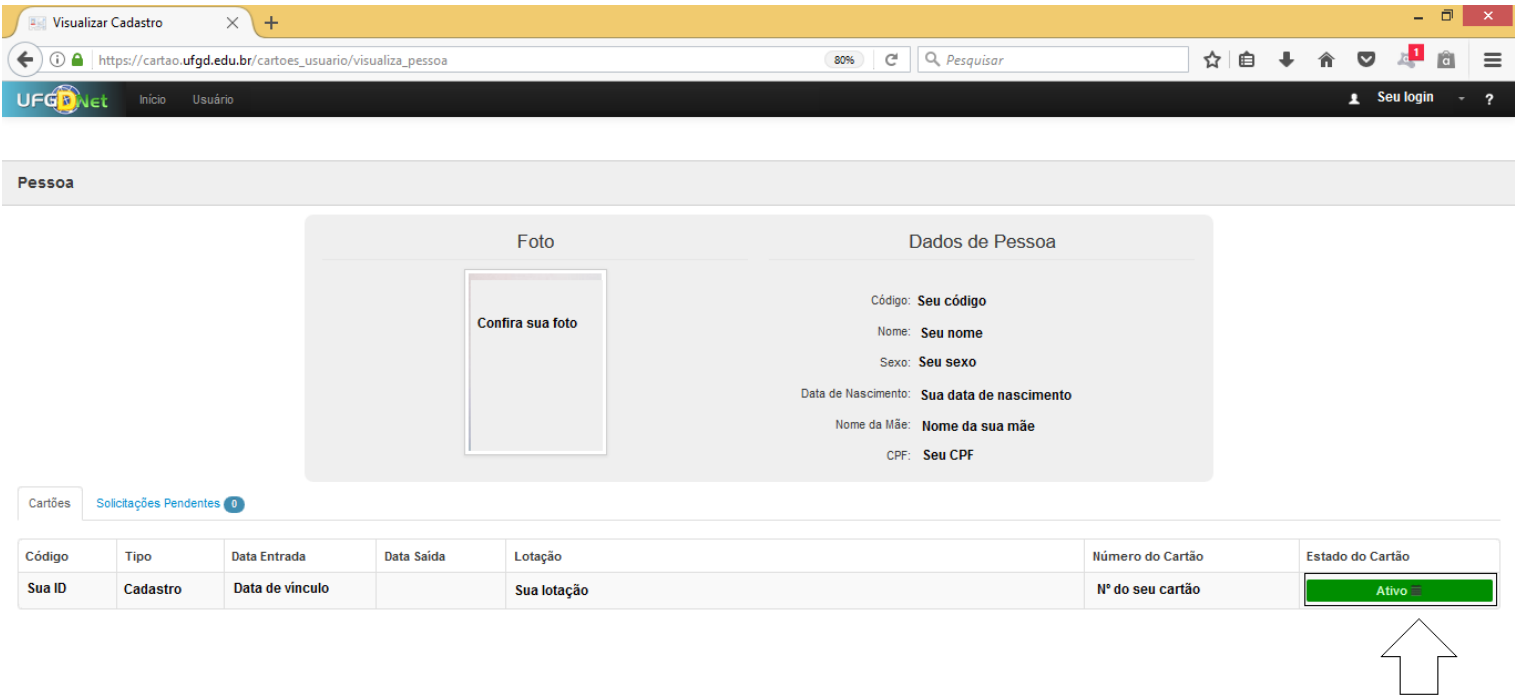 Visualizar Cadastro
https://cartao.ufgd.edu.br/cartoes_usuario/visualiza_pessoa
80%
Pesquisar
1
UFGDNet Início Usuário
Seu login ?
Pessoa
Foto
Confira sua foto
Dados de Pessoa
Código: Seu código
Nome: Seu nome
Sexo: Seu sexo
Data de Nascimento: Sua data de nascimento
Nome da Mãe: Nome da sua mãe
CPF: Seu CPF
Cartões Solicitações Pendentes 0
Código Tipo Data Entrada Data Saída Lotação Número do Cartão Estado do Cartão
Sua ID Cadastro Data de vínculo Sua lotação Nº do seu cartão Ativo